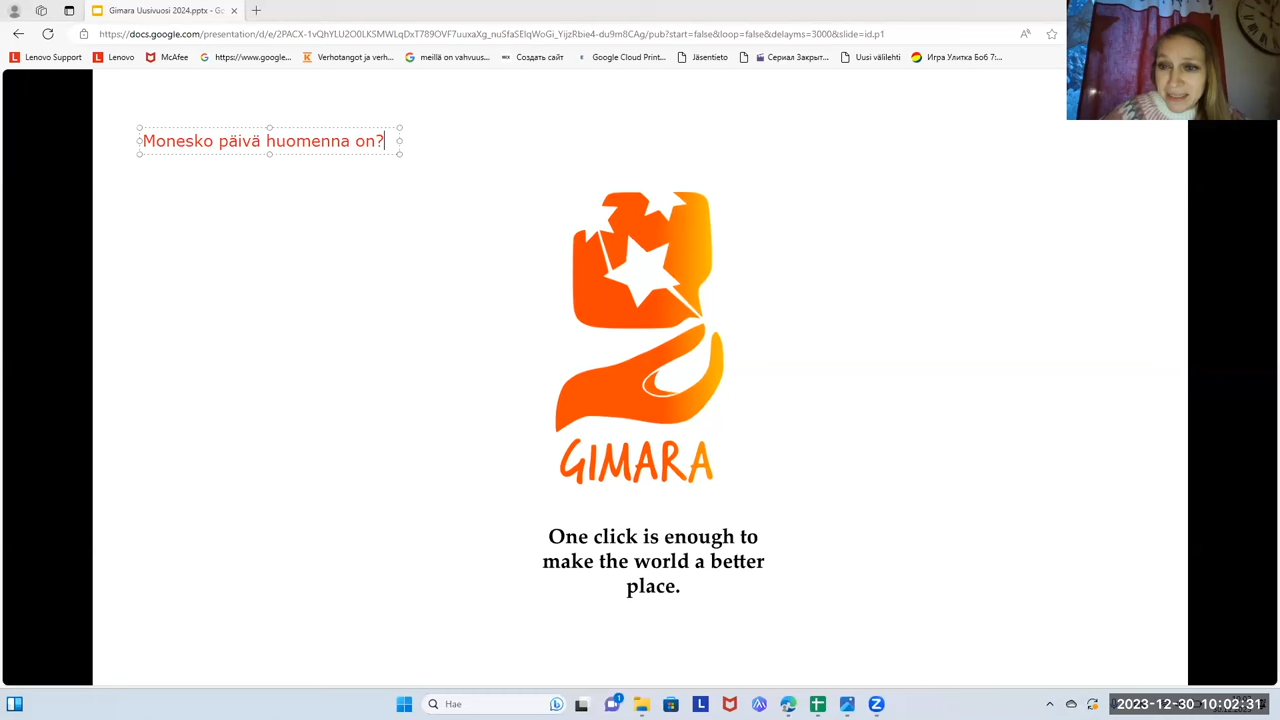 Gimara Uusivuosi 2024.pptx - Go
https://docs.google.com/presentation/d/e/2PACX-1vQhYLU2O0LKSMWLqDxT789OVF7uuxaXg_nuSfaSEIqWoGi_YijzRbie4-du9m8CAg/pub?start=false&loop=false&delayms=3000&slide=id.p1
Lenovo Support Lenovo McAfee https://www.google... Verhotangot ja verh... meillä on vahvuus... Создать сайт Google Cloud Print... Jäsentieto Сериал Закрыт... Uusi välilehti Игра Улитка Боб 7:...
Monesko päivä huomenna on?
GIMARA
One click is enough to
make the world a better
place.
Hae
2023-12-30 10:02:31